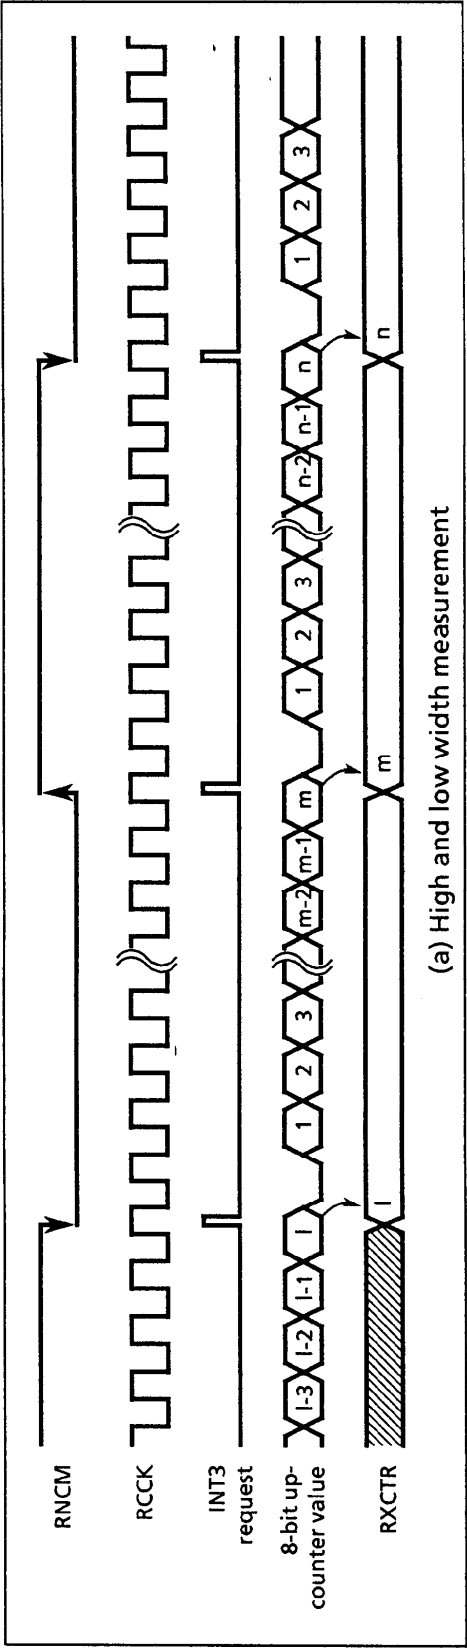 RNCM
RCCK
INT3
request
8-bit up-
counter value
l-3 l-2 l-1 l 1 2 3 m-2 m-1 m 1 2 3 n-2 n-1 n 1 2 3
RXCTR
l m n
(a) High and low width measurement